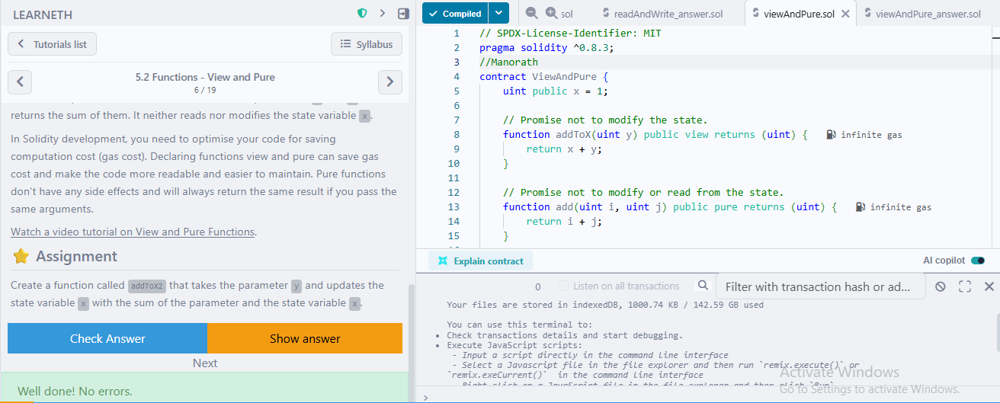 LEARNETH
Tutorials list
Syllabus
5.2 Functions - View and Pure
6 / 19
returns the sum of them. It neither reads nor modifies the state variable x.
In Solidity development, you need to optimise your code for saving
computation cost (gas cost). Declaring functions view and pure can save gas
cost and make the code more readable and easier to maintain. Pure functions
don't have any side effects and will always return the same result if you pass the
same arguments.
Watch a video tutorial on View and Pure Functions.
Assignment
Create a function called addToX2 that takes the parameter y and updates the
state variable x with the sum of the parameter and the state variable x.
Check Answer
Show answer
Next
Well done! No errors.
Compiled
sol
readAndWrite_answer.sol
viewAndPure.sol
viewAndPure_answer.sol
1 // SPDX-License-Identifier: MIT
2 pragma solidity ^0.8.3;
3 //Manorath
4 contract ViewAndPure {
5 uint public x = 1;
6
7 // Promise not to modify the state.
8 function addToX(uint y) public view returns (uint) { infinite gas
9 return x + y;
10 }
11
12 // Promise not to modify or read from the state.
13 function add(uint i, uint j) public pure returns (uint) { infinite gas
14 return i + j;
15 }
Explain contract
AI copilot
0
Listen on all transactions
Filter with transaction hash or ad...
Your files are stored in indexedDB, 1000.74 KB / 142.59 GB used
You can use this terminal to:
• Check transactions details and start debugging.
• Execute JavaScript scripts:
- Input a script directly in the command line interface
- Select a Javascript file in the file explorer and then run `remix.execute()` or
`remix.exeCurrent()` in the command line interface
- Right click on a JavaScript file in the file explorer and then click `Run`
>
Activate Windows
Go to Settings to activate Windows.